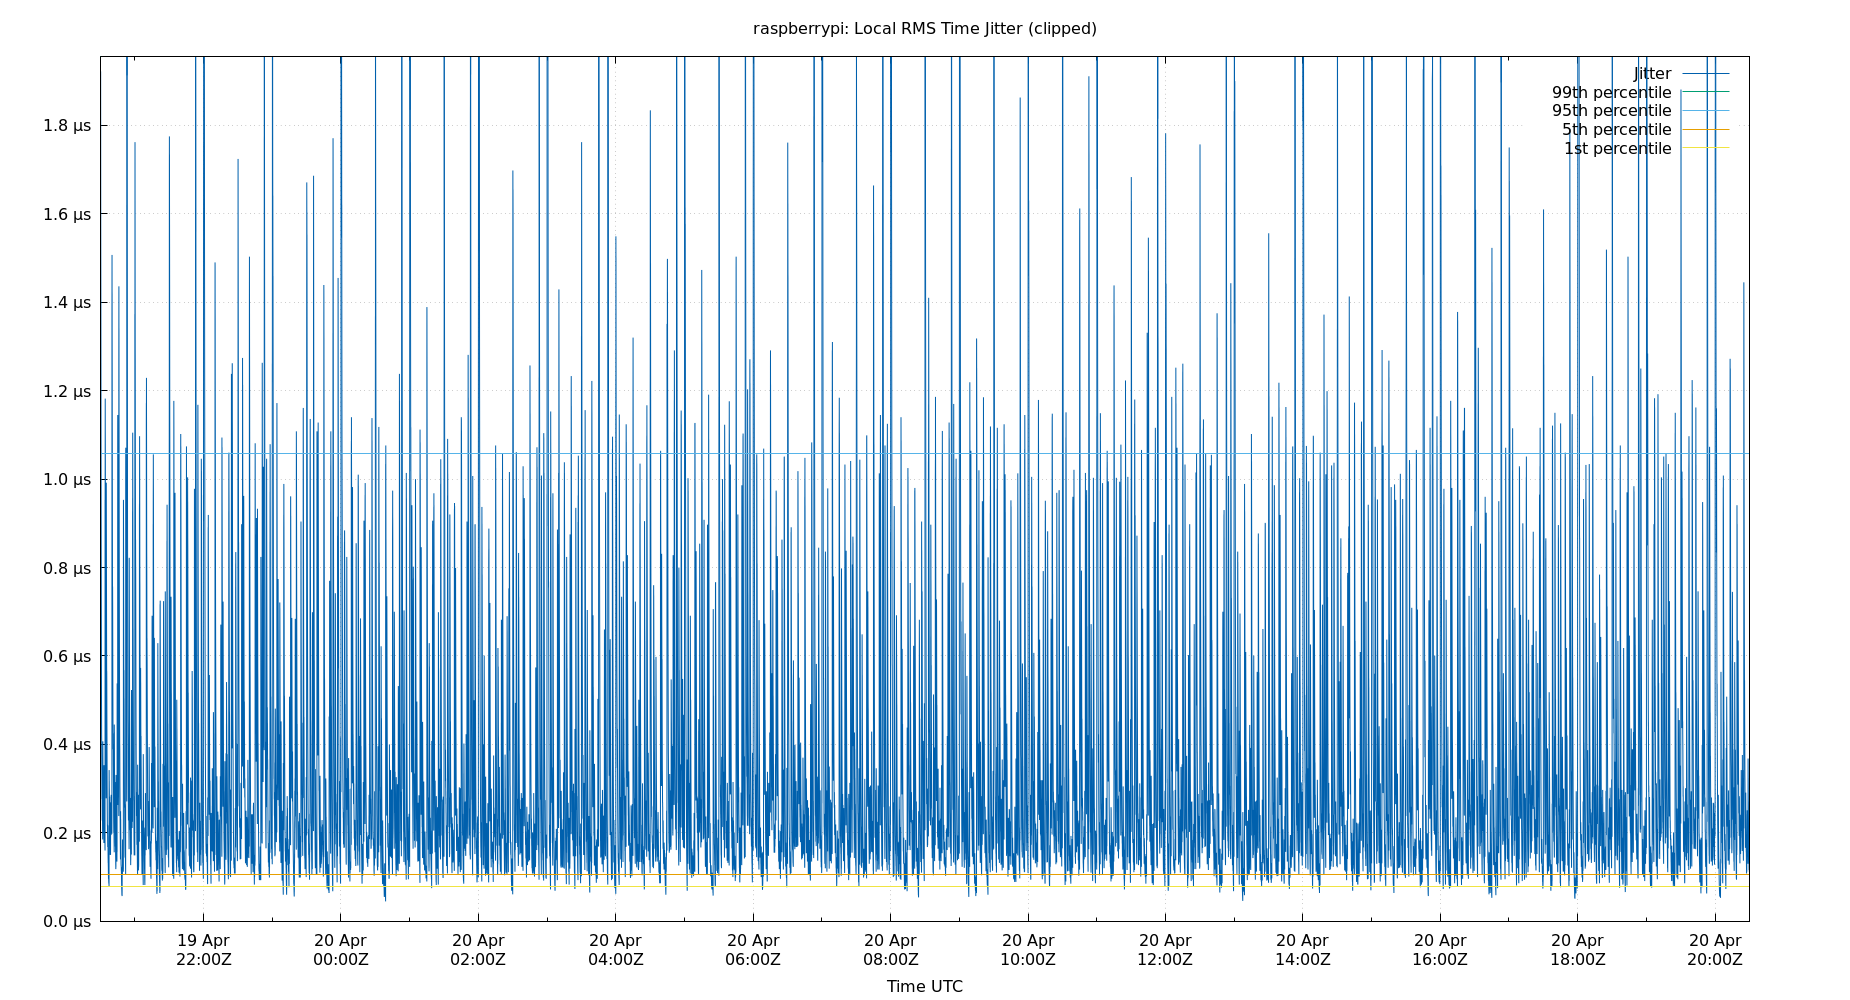 raspberrypi: Local RMS Time Jitter (clipped)
Jitter
99th percentile
95th percentile
5th percentile
1st percentile
1.8 µs
1.6 µs
1.4 µs
1.2 µs
1.0 µs
0.8 µs
0.6 µs
0.4 µs
0.2 µs
0.0 µs
19 Apr 20 Apr 20 Apr 20 Apr 20 Apr 20 Apr 20 Apr 20 Apr 20 Apr 20 Apr 20 Apr 20 Apr
22:00Z 00:00Z 02:00Z 04:00Z 06:00Z 08:00Z 10:00Z 12:00Z 14:00Z 16:00Z 18:00Z 20:00Z
Time UTC